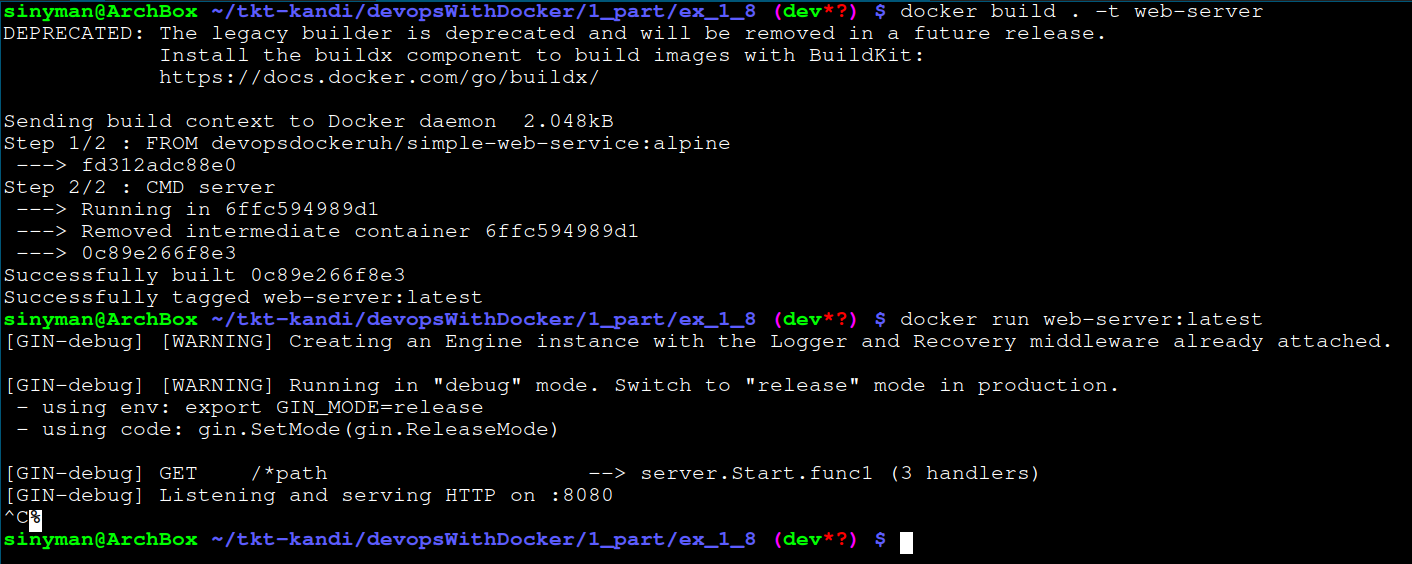 sinyman@ArchBox ~/tkt-kandi/devopsWithDocker/1_part/ex_1_8 (dev*?) $ docker build . -t web-server
DEPRECATED: The legacy builder is deprecated and will be removed in a future release.
            Install the buildx component to build images with BuildKit:
            https://docs.docker.com/go/buildx/

Sending build context to Docker daemon  2.048kB
Step 1/2 : FROM devopsdockeruh/simple-web-service:alpine
 ---> fd312adc88e0
Step 2/2 : CMD server
 ---> Running in 6ffc594989d1
 ---> Removed intermediate container 6ffc594989d1
 ---> 0c89e266f8e3
Successfully built 0c89e266f8e3
Successfully tagged web-server:latest
sinyman@ArchBox ~/tkt-kandi/devopsWithDocker/1_part/ex_1_8 (dev*?) $ docker run web-server:latest
[GIN-debug] [WARNING] Creating an Engine instance with the Logger and Recovery middleware already attached.

[GIN-debug] [WARNING] Running in "debug" mode. Switch to "release" mode in production.
 - using env: export GIN_MODE=release
 - using code: gin.SetMode(gin.ReleaseMode)

[GIN-debug] GET    /*path                    --> server.Start.func1 (3 handlers)
[GIN-debug] Listening and serving HTTP on :8080
^C%
sinyman@ArchBox ~/tkt-kandi/devopsWithDocker/1_part/ex_1_8 (dev*?) $